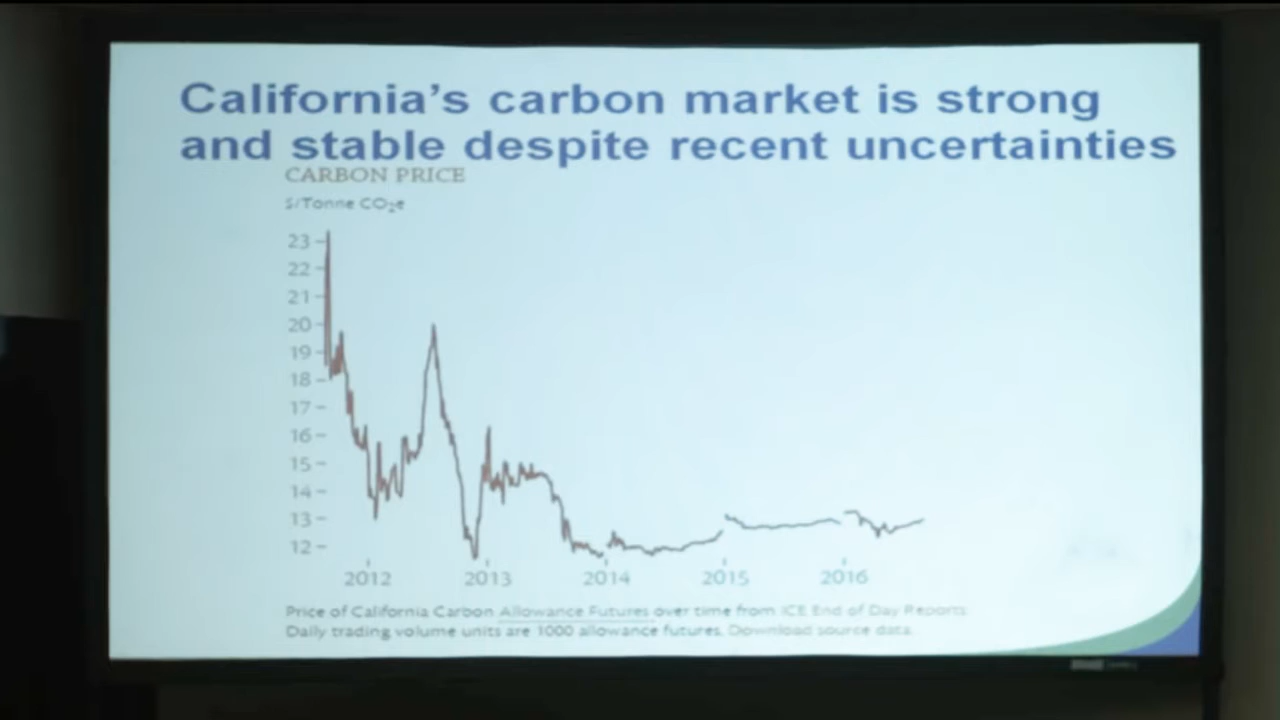 California's carbon market is strong
and stable despite recent uncertainties
CARBON PRICE
$/Tonne CO₂e
23
22
21
20
19
18
17
16
15
14
13
12
2012 2013 2014 2015 2016
Price of California Carbon Allowance Futures over time from ICE End of Day Reports.
Daily trading volume units are 1000 allowance futures. Download source data.